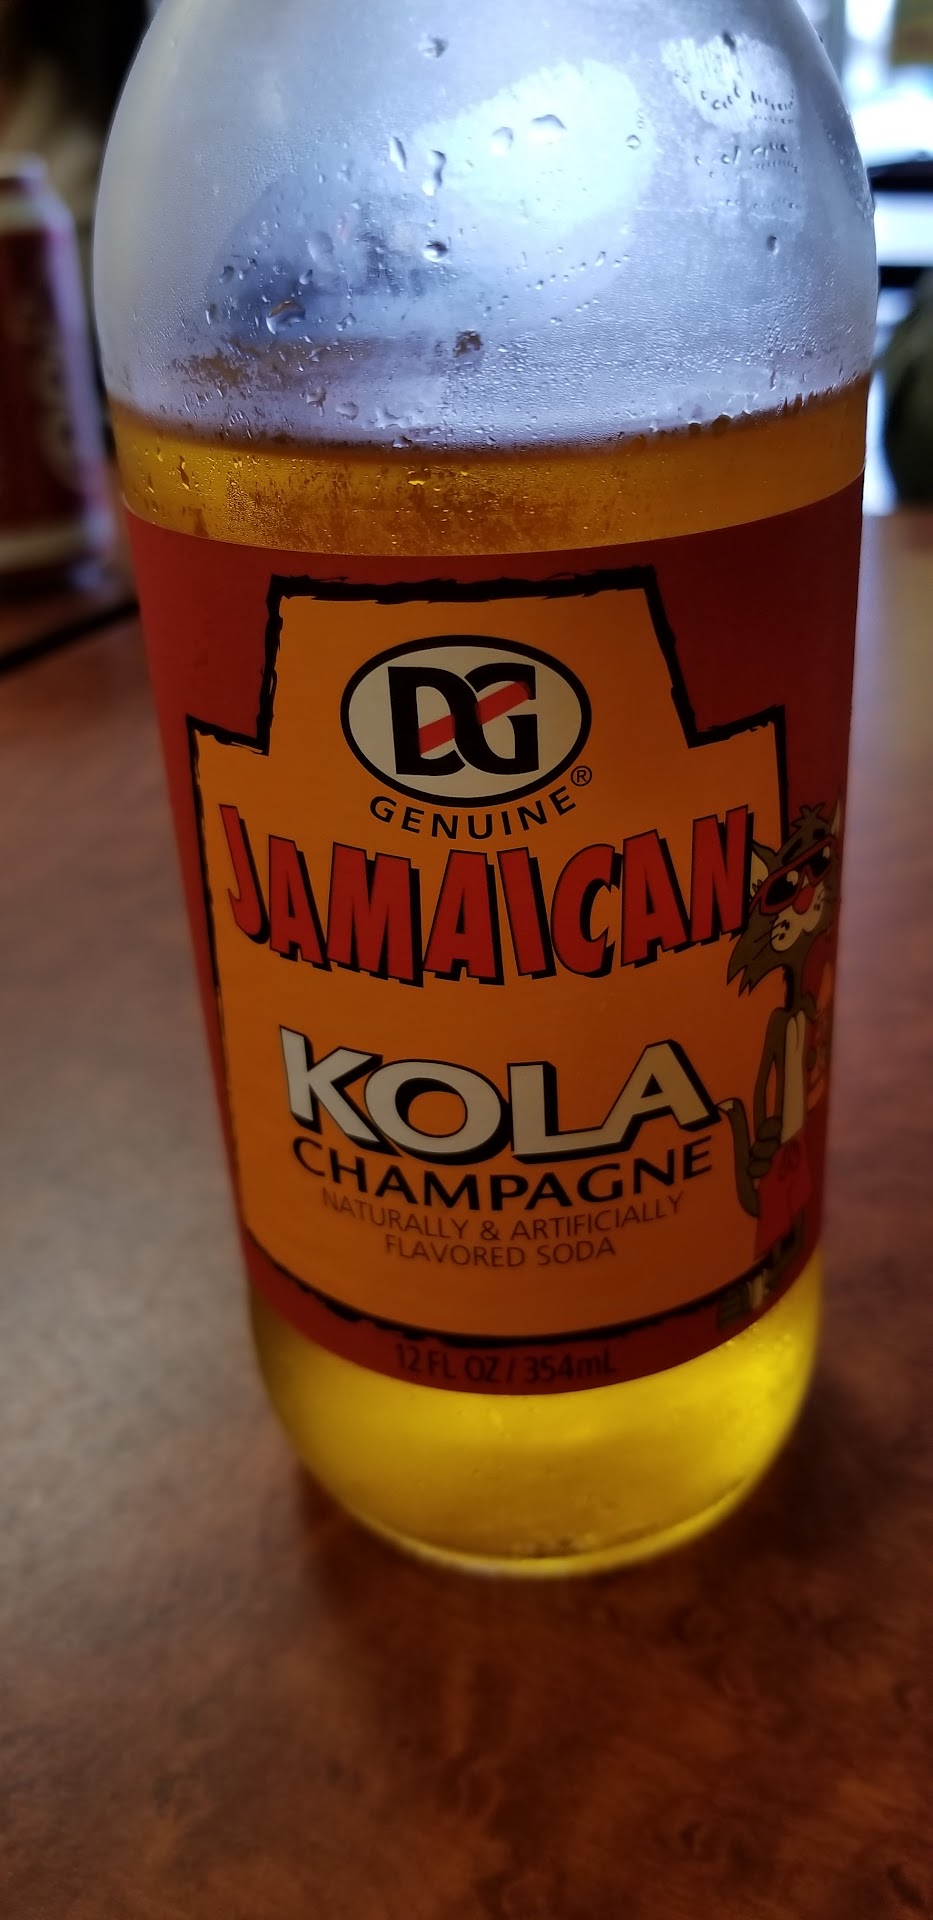 DG
®
GENUINE
JAMAICAN
KOLA
CHAMPAGNE
NATURALLY & ARTIFICIALLY
FLAVORED SODA
12 FL OZ / 354mL